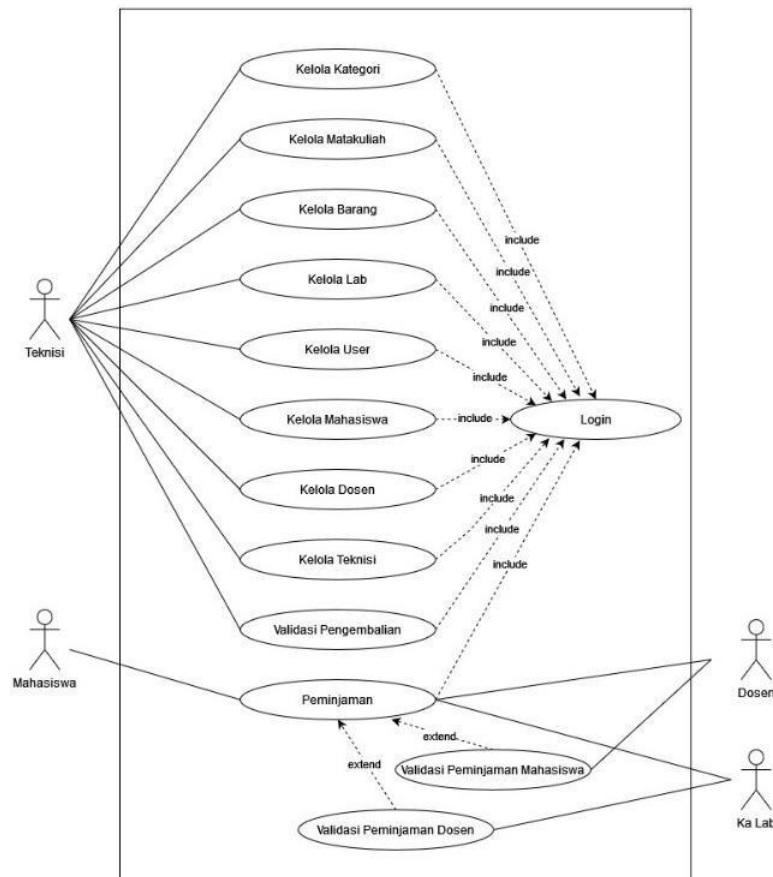 Kelola Kategori
Kelola Matakuliah
Kelola Barang
include
include
Kelola Lab
include
include
Teknisi
Kelola User
include
Kelola Mahasiswa
include
Login
include
Kelola Dosen
include
include
Kelola Teknisi
include
Validasi Pengembalian
Mahasiswa
Peminjaman
Dosen
extend
extend
Validasi Peminjaman Mahasiswa
Ka Lab
Validasi Peminjaman Dosen